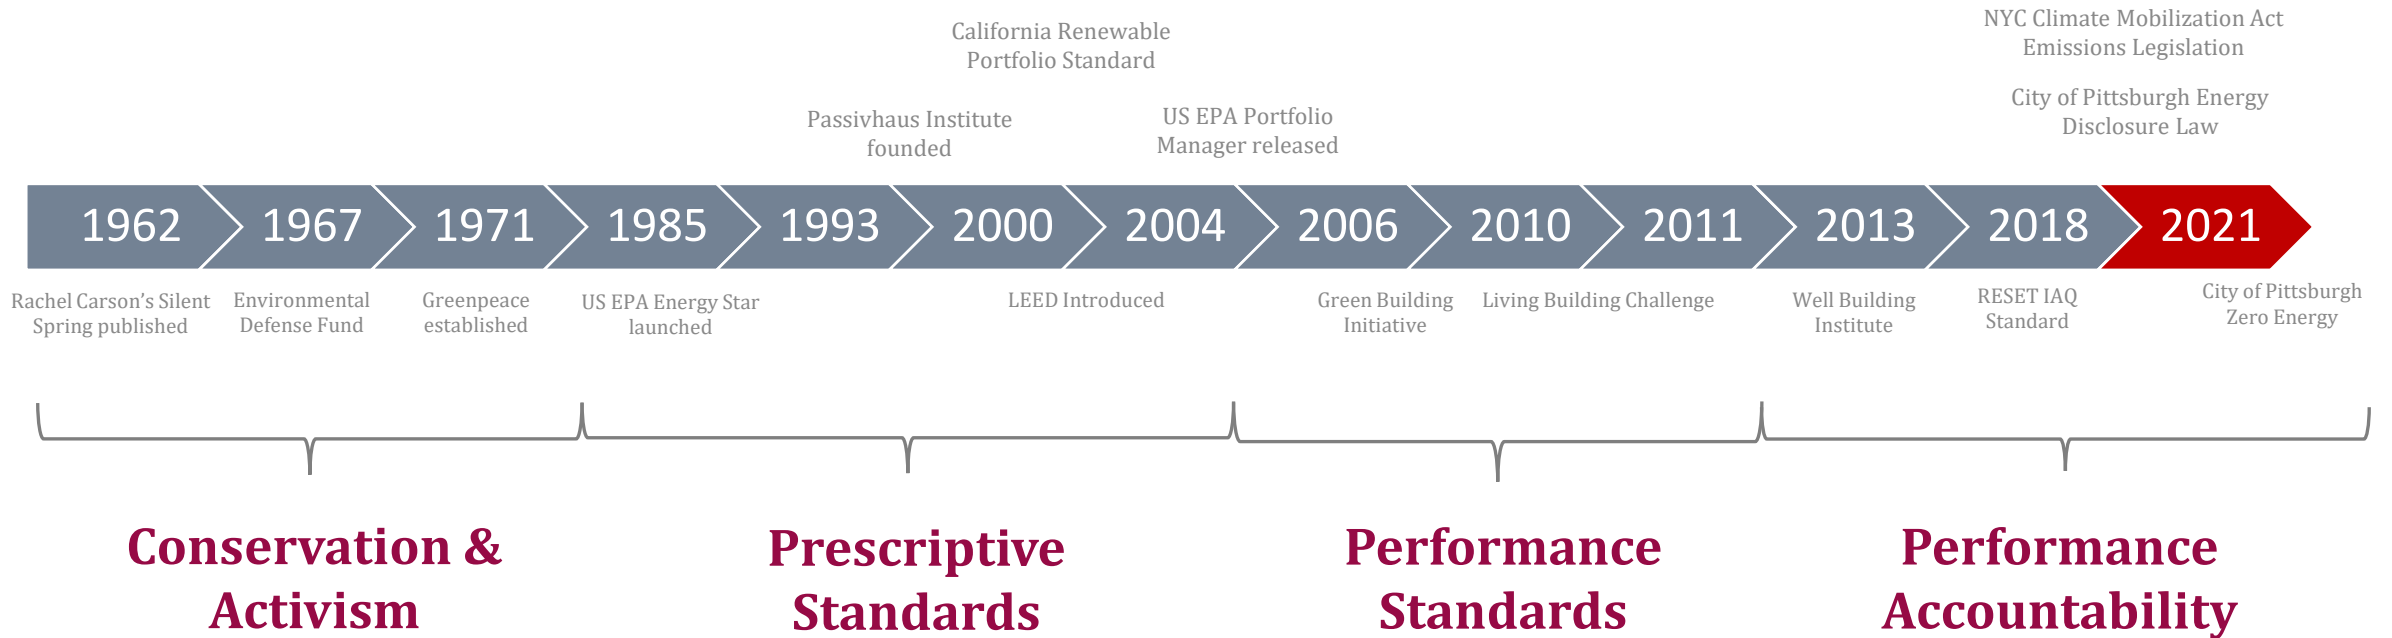 California Renewable
Portfolio Standard
NYC Climate Mobilization Act
Emissions Legislation
Passivhaus Institute
founded
US EPA Portfolio
Manager released
City of Pittsburgh Energy
Disclosure Law
1962
1967
1971
1985
1993
2000
2004
2006
2010
2011
2013
2018
2021
Rachel Carson’s Silent
Spring published
Environmental
Defense Fund
Greenpeace
established
US EPA Energy Star
launched
LEED Introduced
Green Building
Initiative
Living Building Challenge
Well Building
Institute
RESET IAQ
Standard
City of Pittsburgh
Zero Energy
Conservation &
Activism
Prescriptive
Standards
Performance
Standards
Performance
Accountability